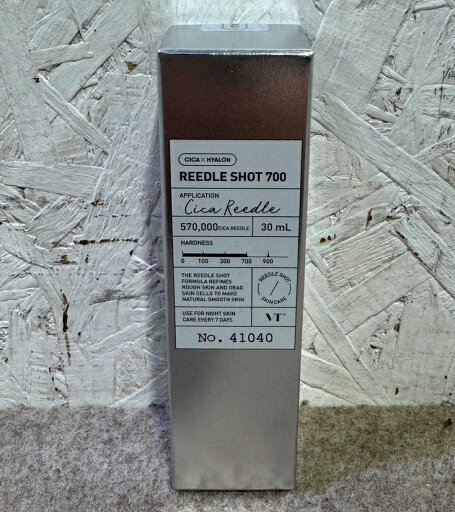 CICA × HYALON
REEDLE SHOT 700
APPLICATION
Cica Reedle
570,000 CICA REEDLE
30 mL
HARDNESS
0 100 300 700 900
THE REEDLE SHOT
FORMULA REFINES
ROUGH SKIN AND DEAD
SKIN CELLS TO MAKE
NATURAL SMOOTH SKIN
REEDLE SHOT
SKIN CARE
USE FOR NIGHT SKIN
CARE EVERY 7 DAYS
VT
No. 41040